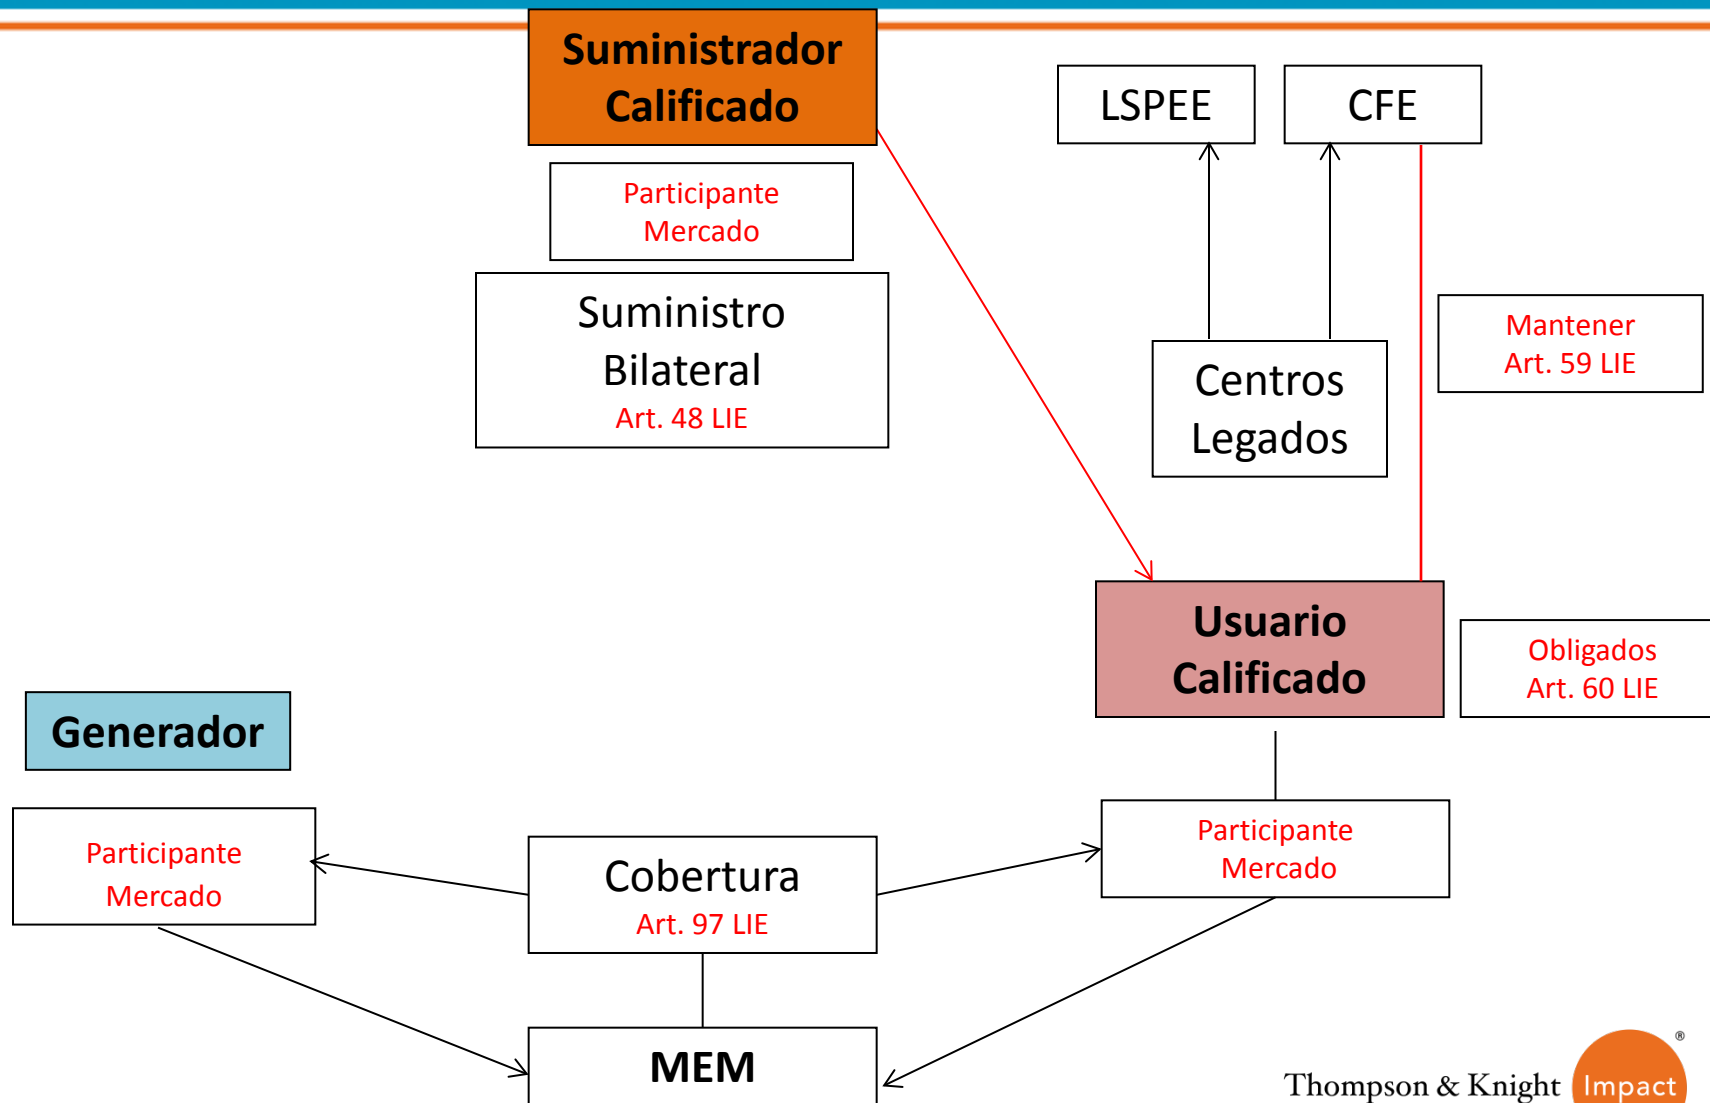 Suministrador
Calificado
Participante
Mercado
Suministro
Bilateral
Art. 48 LIE
LSPEE
CFE
Centros
Legados
Mantener
Art. 59 LIE
Usuario
Calificado
Obligados
Art. 60 LIE
Generador
Participante
Mercado
Cobertura
Art. 97 LIE
Participante
Mercado
MEM
Thompson & Knight
Impact
®